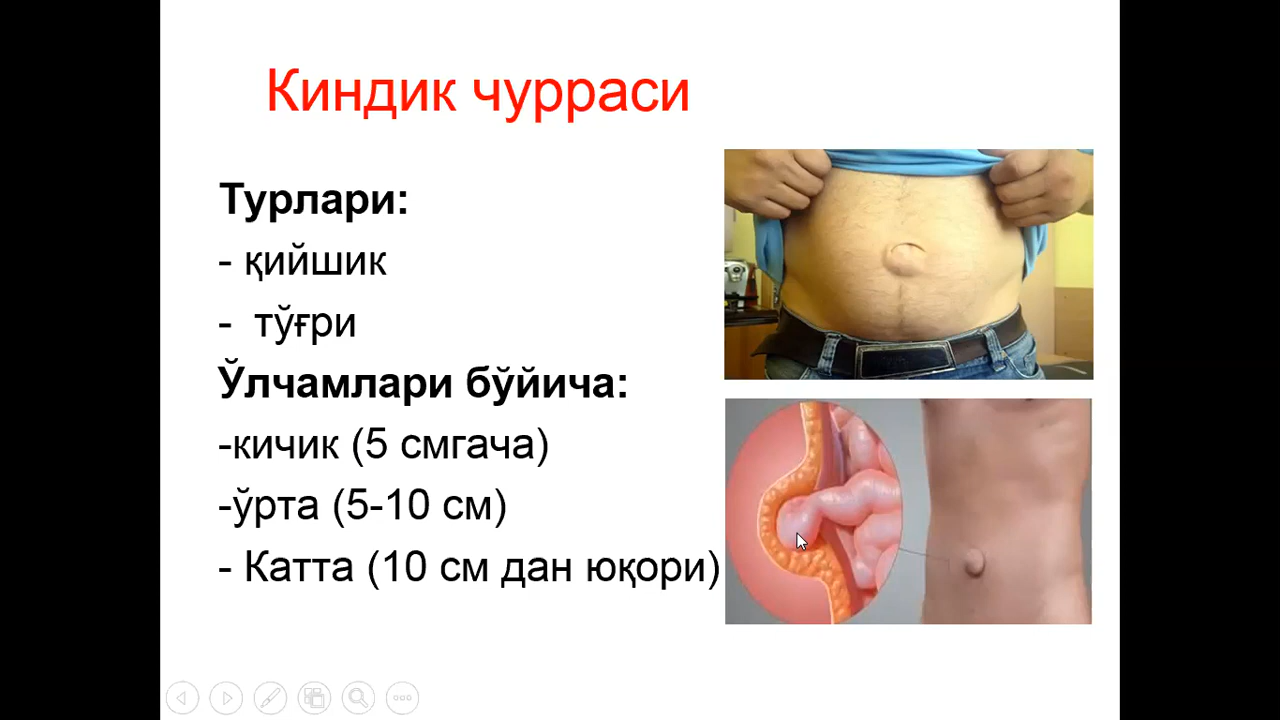 Киндик чурраси
Турлари:
- қийшик
- тўғри
Ўлчамлари бўйича:
-кичик (5 смгача)
-ўрта (5-10 см)
- Катта (10 см дан юқори)